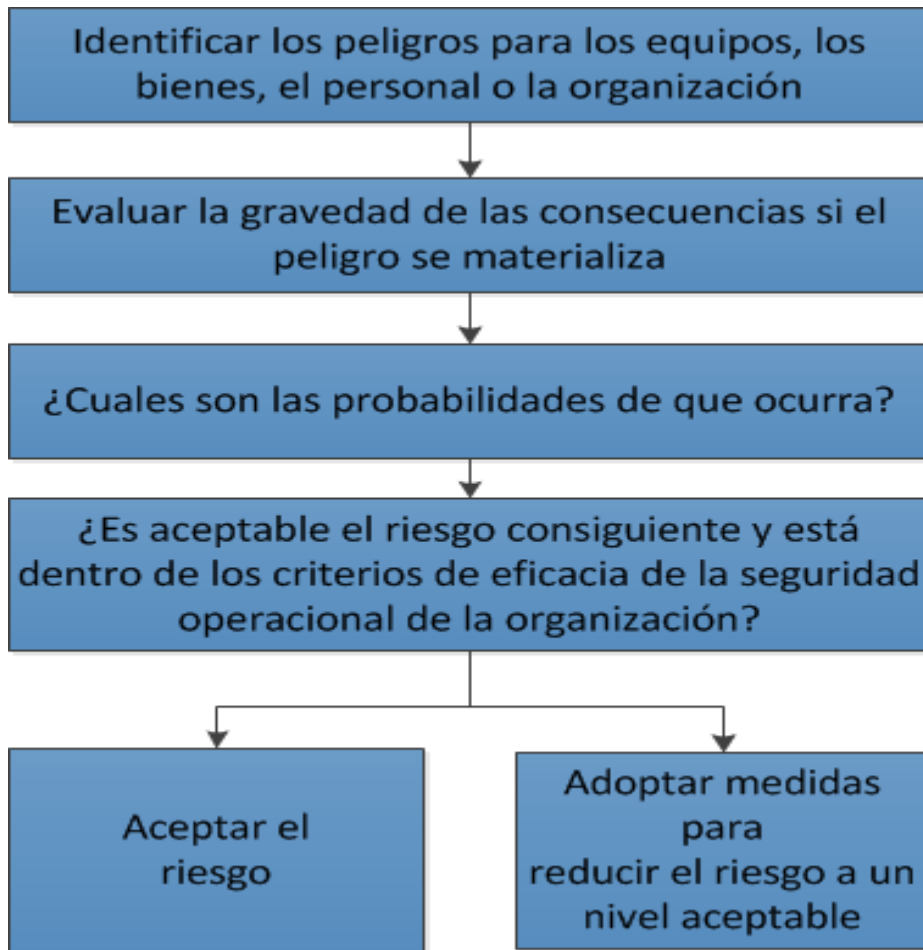 Identificar los peligros para los equipos, los
bienes, el personal o la organización
Evaluar la gravedad de las consecuencias si el
peligro se materializa
¿Cuales son las probabilidades de que ocurra?
¿Es aceptable el riesgo consiguiente y está
dentro de los criterios de eficacia de la seguridad
operacional de la organización?
Aceptar el
riesgo
Adoptar medidas
para
reducir el riesgo a un
nivel aceptable